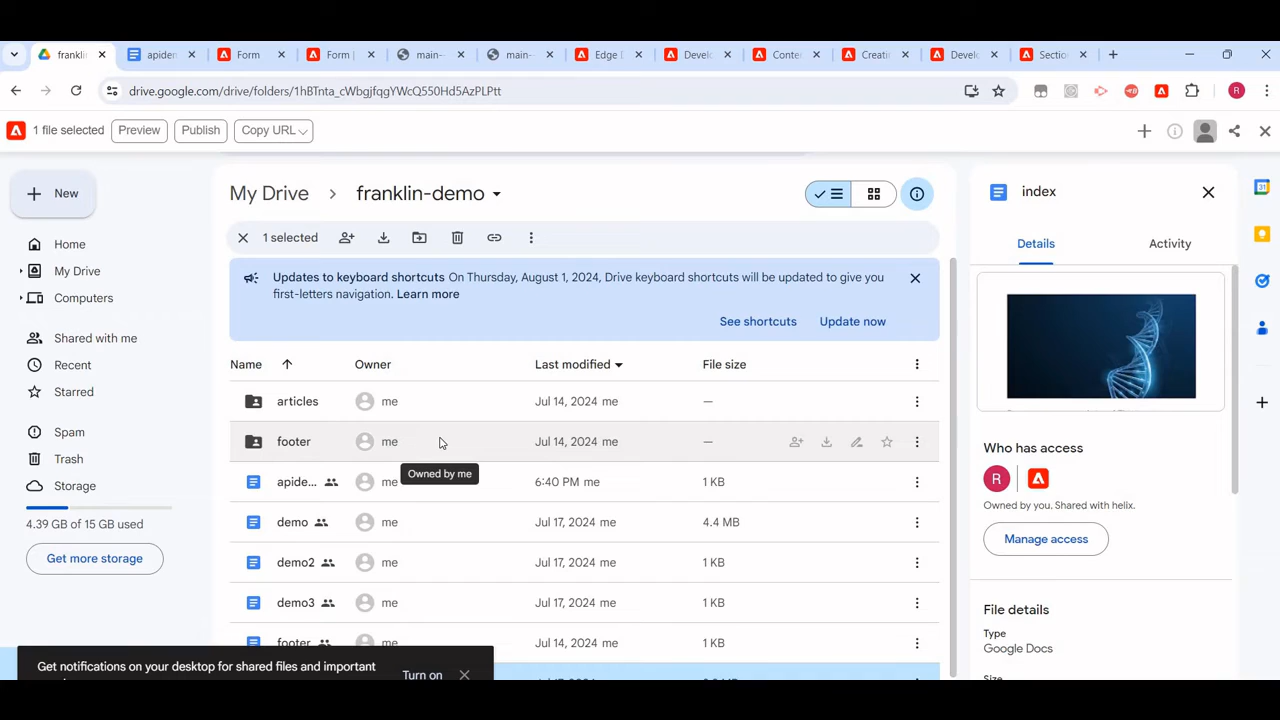 frankli
apiden
Form
Form |
main--
main--
Edge D
Develo
Conte
Creatin
Develo
Sectio
drive.google.com/drive/folders/1hBTnta_cWbgjfqgYWcQ550Hd5AzPLPtt
R
1 file selected
Preview
Publish
Copy URL
New
My Drive
franklin-demo
index
Home
My Drive
Computers
Shared with me
Recent
Starred
Spam
Trash
Storage
4.39 GB of 15 GB used
Get more storage
1 selected
Updates to keyboard shortcuts On Thursday, August 1, 2024, Drive keyboard shortcuts will be updated to give you
first-letters navigation. Learn more
See shortcuts
Update now
Name
Owner
Last modified
File size
articles
me
Jul 14, 2024 me
—
footer
me
Jul 14, 2024 me
—
Owned by me
apide...
me
6:40 PM me
1 KB
demo
me
Jul 17, 2024 me
4.4 MB
demo2
me
Jul 17, 2024 me
1 KB
demo3
me
Jul 17, 2024 me
1 KB
footer
me
Jul 14, 2024 me
1 KB
Get notifications on your desktop for shared files and important
Turn on
Details
Activity
Who has access
R
Owned by you. Shared with helix.
Manage access
File details
Type
Google Docs
31